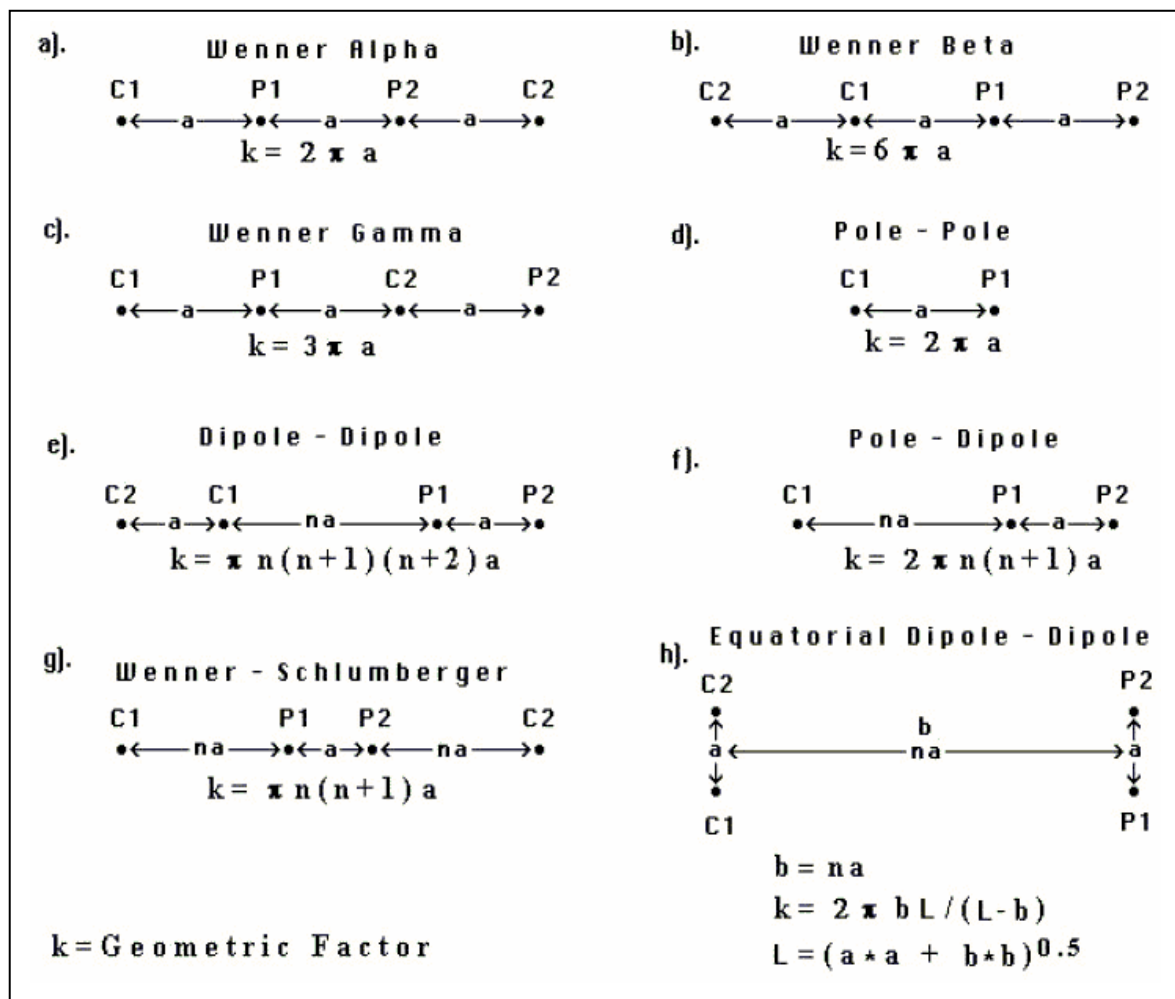 a). Wenner Alpha
C1 P1 P2 C2
a a a
k = 2 π a
b). Wenner Beta
C2 C1 P1 P2
a a a
k = 6 π a
c). Wenner Gamma
C1 P1 C2 P2
a a a
k = 3 π a
d). Pole - Pole
C1 P1
a
k = 2 π a
e). Dipole - Dipole
C2 C1 P1 P2
a na a
k = π n(n+1)(n+2)a
f). Pole - Dipole
C1 P1 P2
na a
k = 2 π n(n+1)a
g). Wenner - Schlumberger
C1 P1 P2 C2
na a na
k = π n(n+1)a
h). Equatorial Dipole - Dipole
C2 P2
b
a na a
C1 P1
b = na
k = 2 π bL/(L-b)
L = (a*a + b*b)0.5
k = Geometric Factor